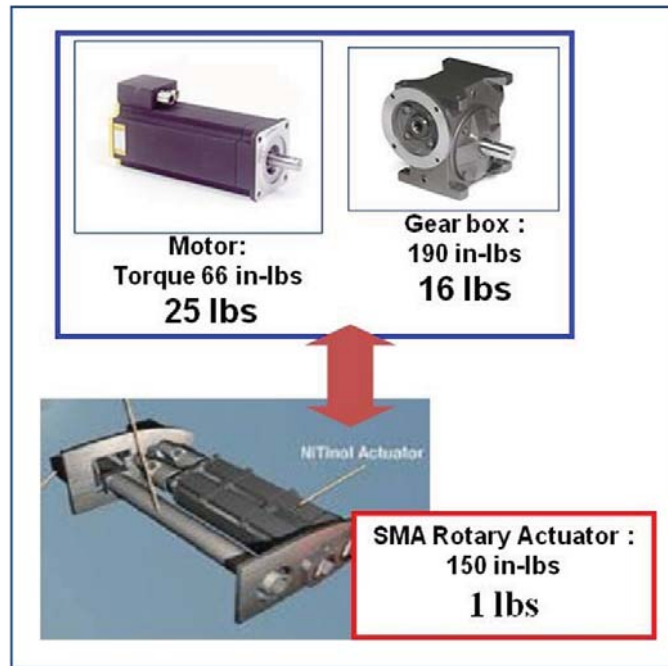 Motor:
Torque 66 in-lbs
25 lbs
Gear box :
190 in-lbs
16 lbs
NiTinol Actuator
SMA Rotary Actuator :
150 in-lbs
1 lbs